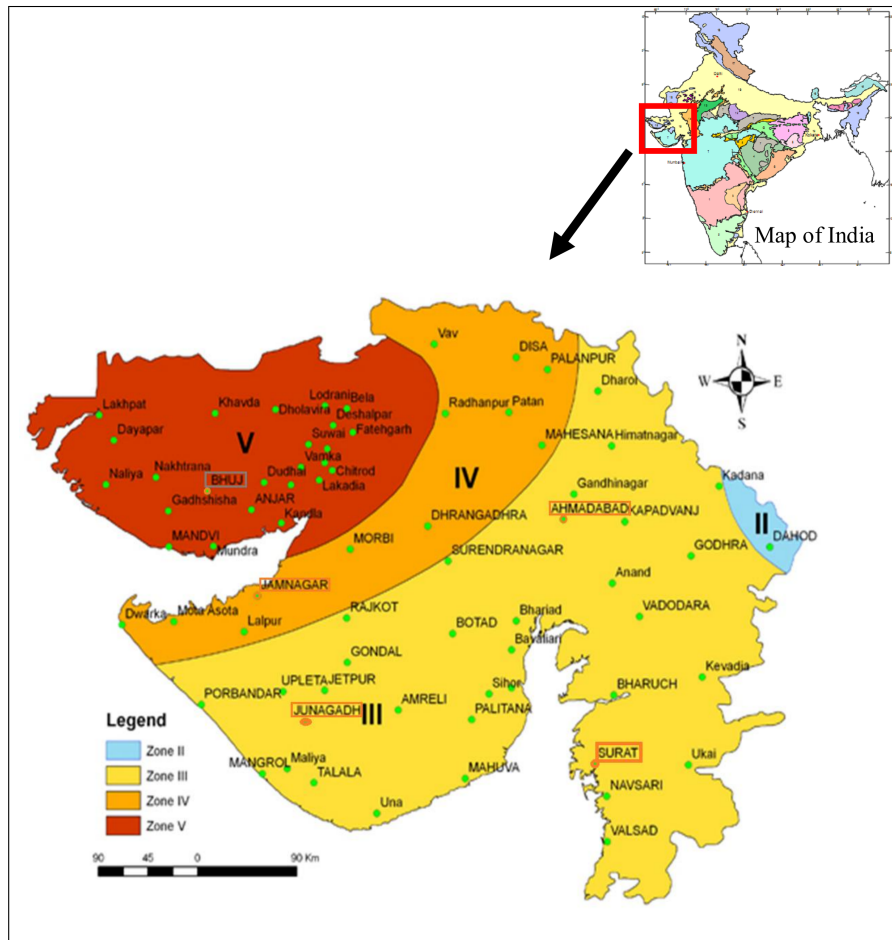 Map of India
N
W
E
S
Vav
DISA
PALANPUR
Dharoi
Lodrani
Bela
Lakhpat
Khavda
Dholavira
Deshalpar
Radhanpur
Patan
Dayapar
Suwai
Fatehgarh
V
MAHESANA
Himatnagar
Vamka
Nakhtrana
BHUJ
Dudhai
Chitrod
IV
Naliya
Lakadia
Gandhinagar
Kadana
Gadhshisha
ANJAR
AHMADABAD
KAPADVANJ
II
Kandla
DHRANGADHRA
MANDVI
Mundra
MORBI
SURENDRANAGAR
GODHRA
DAHOD
JAMNAGAR
Anand
Dwarka
Mota Asota
RAJKOT
Bhariad
VADODARA
Lalpur
BOTAD
GONDAL
UPLETA
JETPUR
Sihor
Kevadia
PORBANDAR
BHARUCH
JUNAGADH
III
AMRELI
PALITANA
Legend
Zone II
Zone III
Zone IV
Zone V
SURAT
Ukai
MANGROL
Maliya
TALALA
MAHUVA
NAVSARI
Una
VALSAD
90
45
0
90 Km